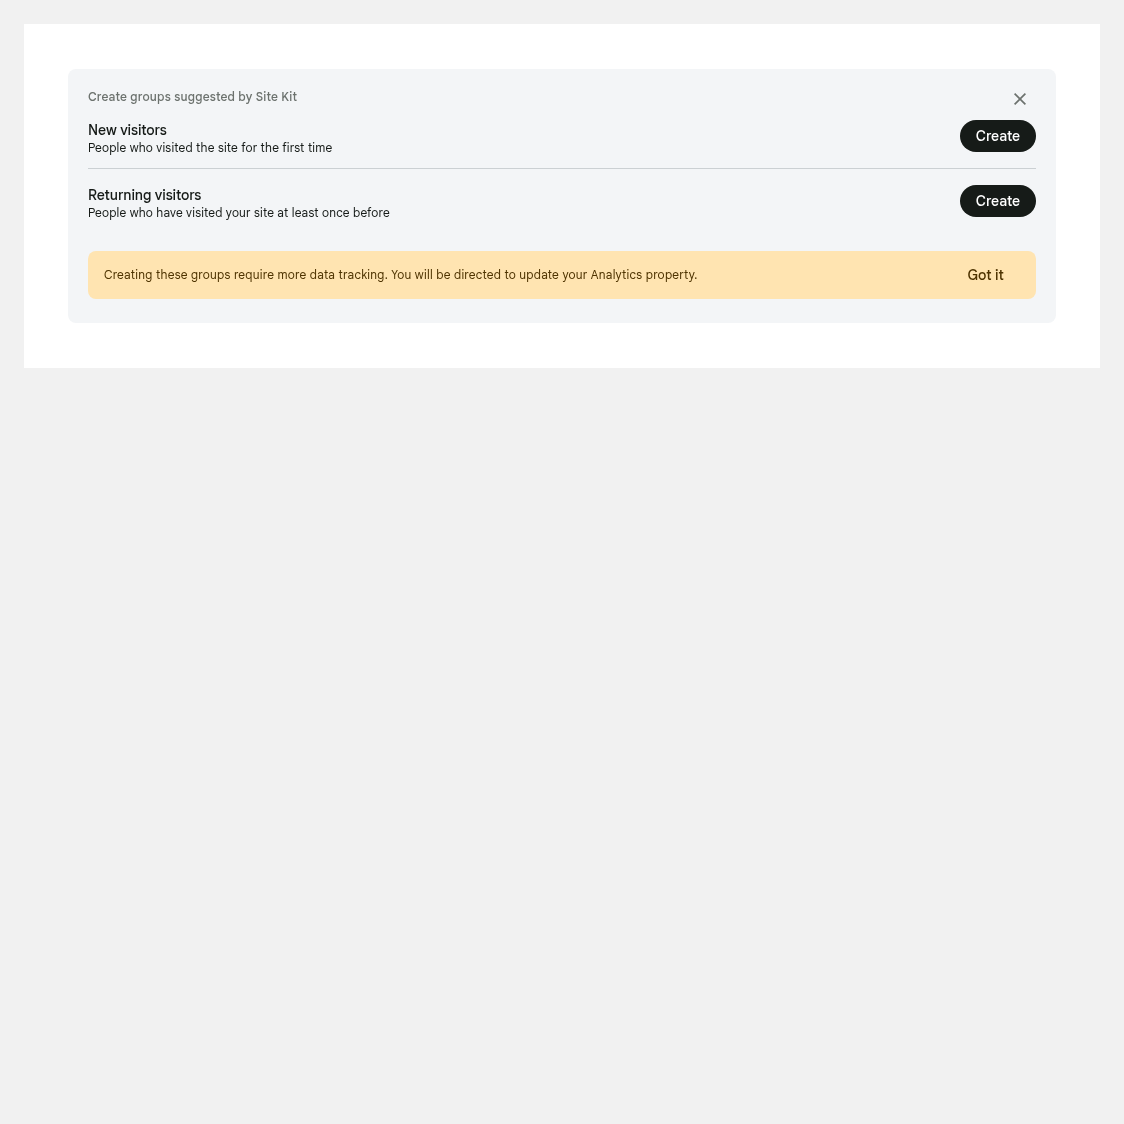 Create groups suggested by Site Kit
New visitors
People who visited the site for the first time
Create
Returning visitors
People who have visited your site at least once before
Create
Creating these groups require more data tracking. You will be directed to update your Analytics property.
Got it